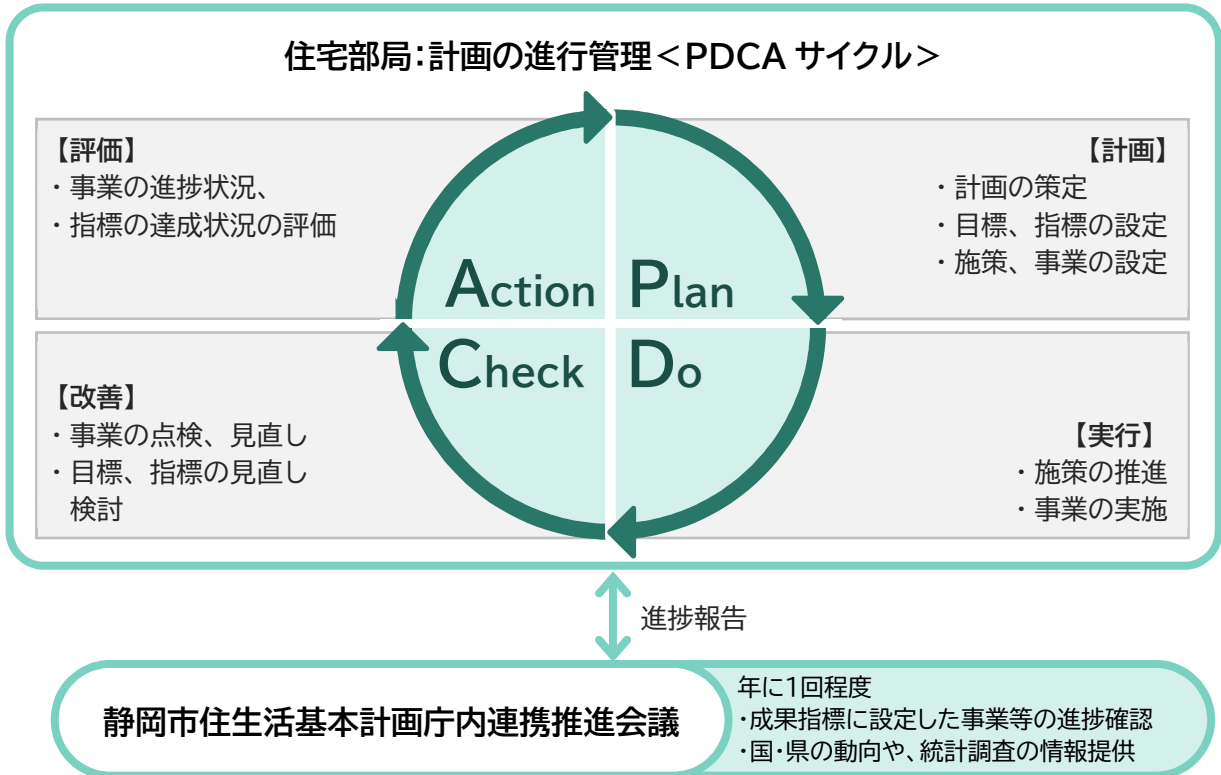 住宅部局:計画の進行管理<PDCA サイクル>
【評価】
・事業の進捗状況、
・指標の達成状況の評価
【計画】
・計画の策定
・目標、指標の設定
・施策、事業の設定
Action
Plan
Check
Do
【改善】
・事業の点検、見直し
・目標、指標の見直し
検討
【実行】
・施策の推進
・事業の実施
進捗報告
静岡市住生活基本計画庁内連携推進会議
年に1回程度
・成果指標に設定した事業等の進捗確認
・国・県の動向や、統計調査の情報提供